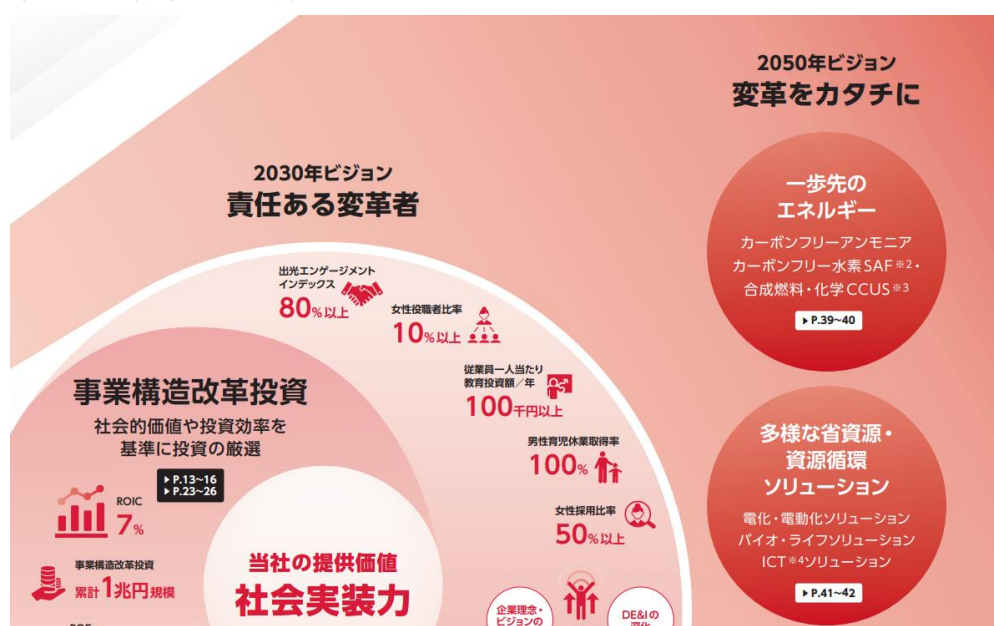 2050年ビジョン
変革をカタチに
2030年ビジョン
責任ある変革者
一歩先の
エネルギー
カーボンフリーアンモニア
カーボンフリー水素SAF※2・
合成燃料・化学CCUS※3
▶P.39~40
出光エンゲージメント
インデックス
80%以上
女性役職者比率
10%以上
従業員一人当たり
教育投資額/年
100千円以上
男性育児休業取得率
100%
女性採用比率
50%以上
事業構造改革投資
社会的価値や投資効率を
基準に投資の厳選
▶P.13~16
▶P.23~26
ROIC
7%
事業構造改革投資
累計1兆円規模
当社の提供価値
社会実装力
企業理念・
ビジョンの
DE&Iの
多様な省資源・
資源循環
ソリューション
電化・電動化ソリューション
バイオ・ライフソリューション
ICT※4ソリューション
▶P.41~42